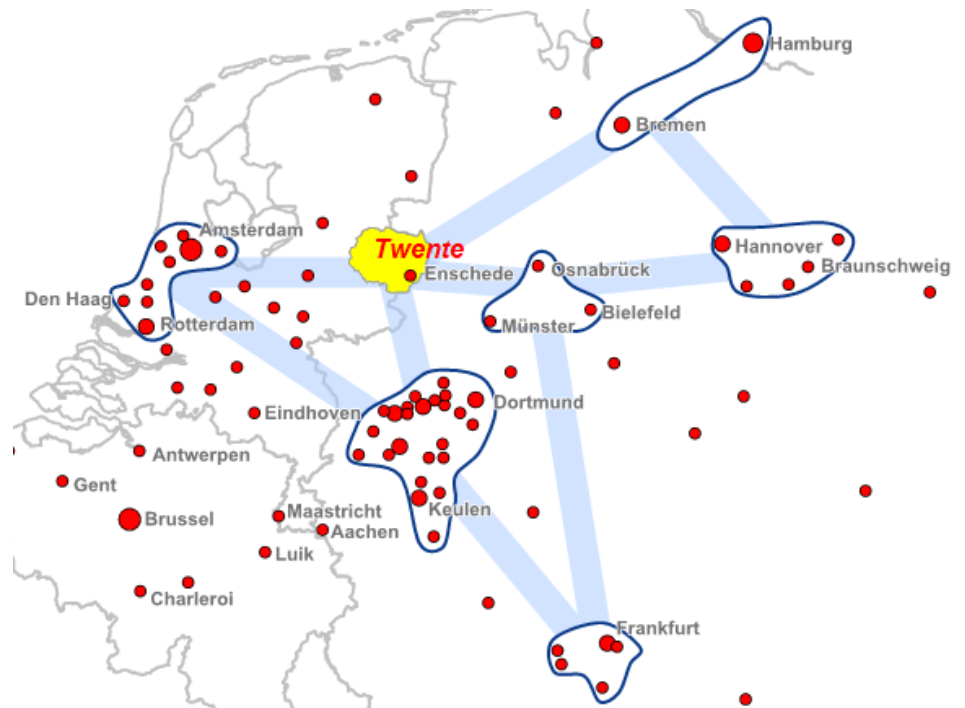 Hamburg
Bremen
Amsterdam
Twente
Hannover
Enschede
Osnabrück
Braunschweig
Den Haag
Rotterdam
Münster
Bielefeld
Dortmund
Eindhoven
Antwerpen
Gent
Keulen
Maastricht
Brussel
Aachen
Luik
Charleroi
Frankfurt